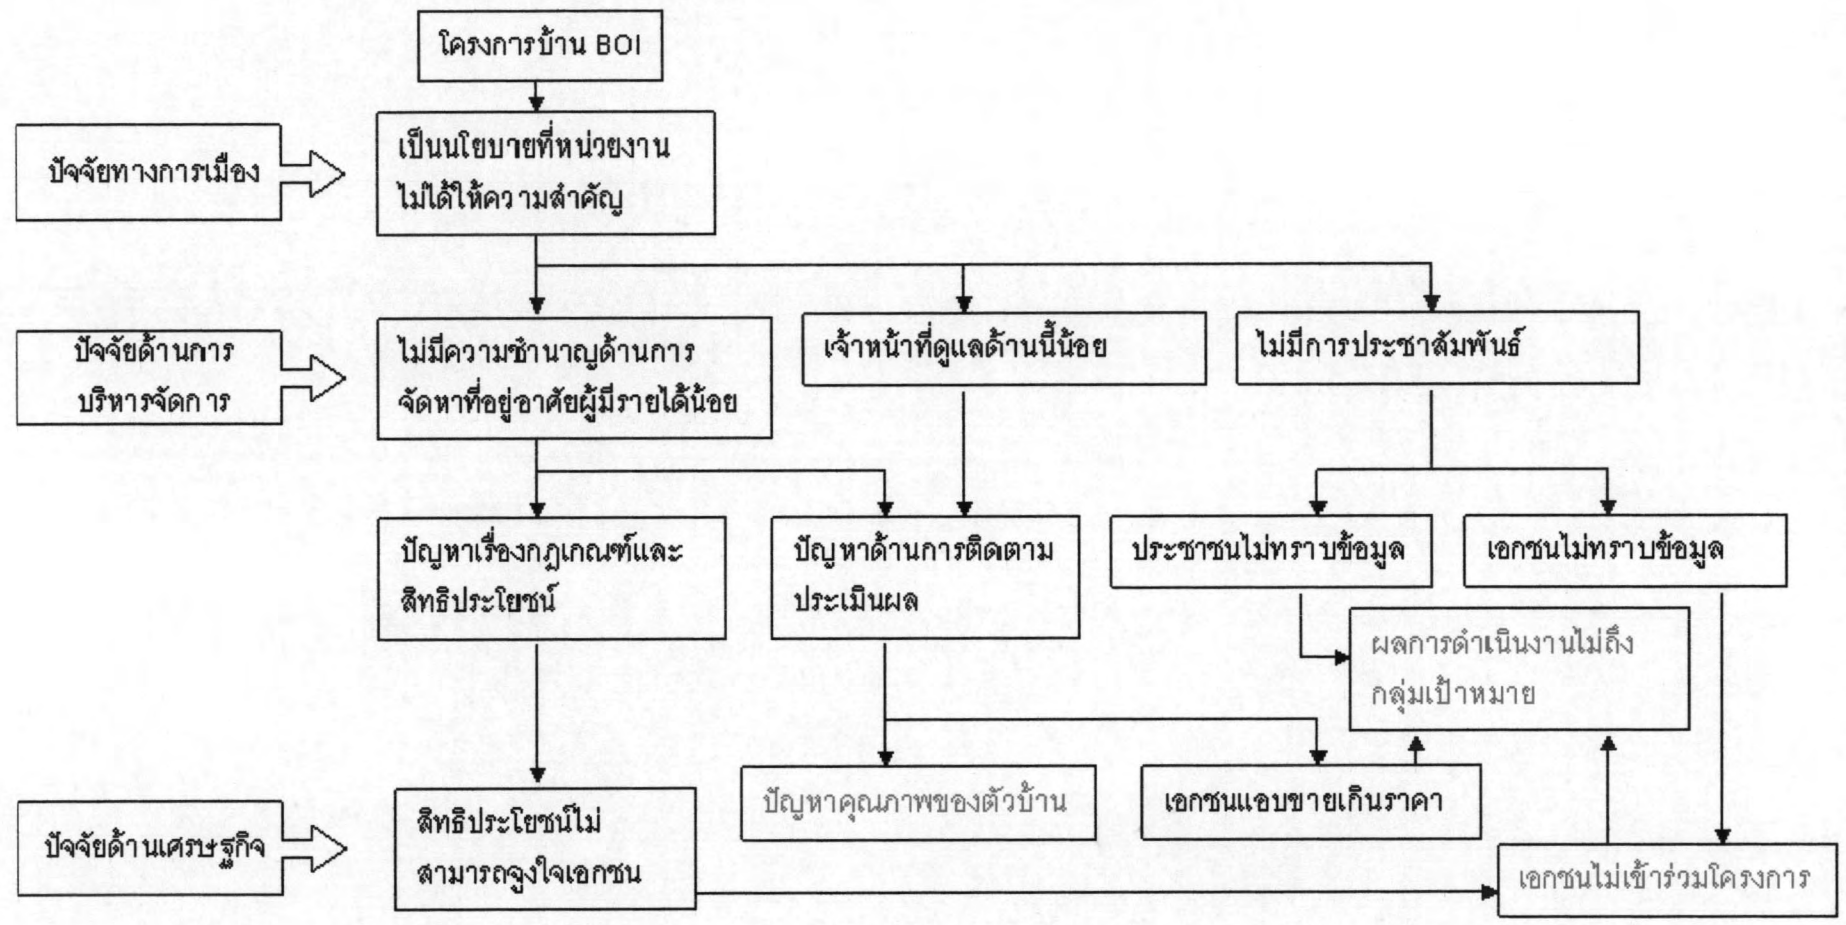 โครงการบ้าน BOI
ปัจจัยทางการเมือง
เป็นนโยบายที่หน่วยงาน
ไม่ได้ให้ความสำคัญ
ปัจจัยด้านการ
บริหารจัดการ
ไม่มีความชำนาญด้านการ
จัดหาที่อยู่อาศัยผู้มีรายได้น้อย
เจ้าหน้าที่ดูแลด้านนี้น้อย
ไม่มีการประชาสัมพันธ์
ปัญหาเรื่องกฎเกณฑ์และ
สิทธิประโยชน์
ปัญหาด้านการติดตาม
ประเมินผล
ประชาชนไม่ทราบข้อมูล
เอกชนไม่ทราบข้อมูล
ผลการดำเนินงานไม่ถึง
กลุ่มเป้าหมาย
ปัจจัยด้านเศรษฐกิจ
สิทธิประโยชน์ไม่
สามารถจูงใจเอกชน
ปัญหาคุณภาพของตัวบ้าน
เอกชนแอบขายเกินราคา
เอกชนไม่เข้าร่วมโครงการ